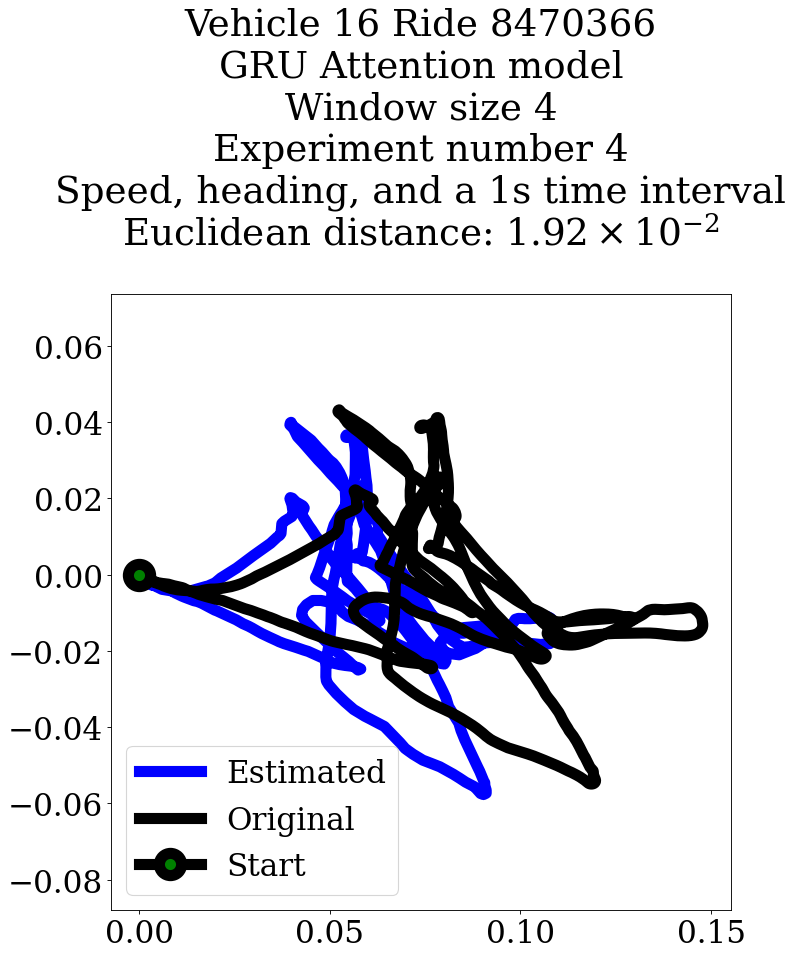 Vehicle 16 Ride 8470366
GRU Attention model
Window size 4
Experiment number 4
Speed, heading, and a 1s time interval
Euclidean distance: 1.92 × 10⁻²
0.06
0.04
0.02
0.00
−0.02
−0.04
−0.06
−0.08
Estimated
Original
Start
0.00 0.05 0.10 0.15